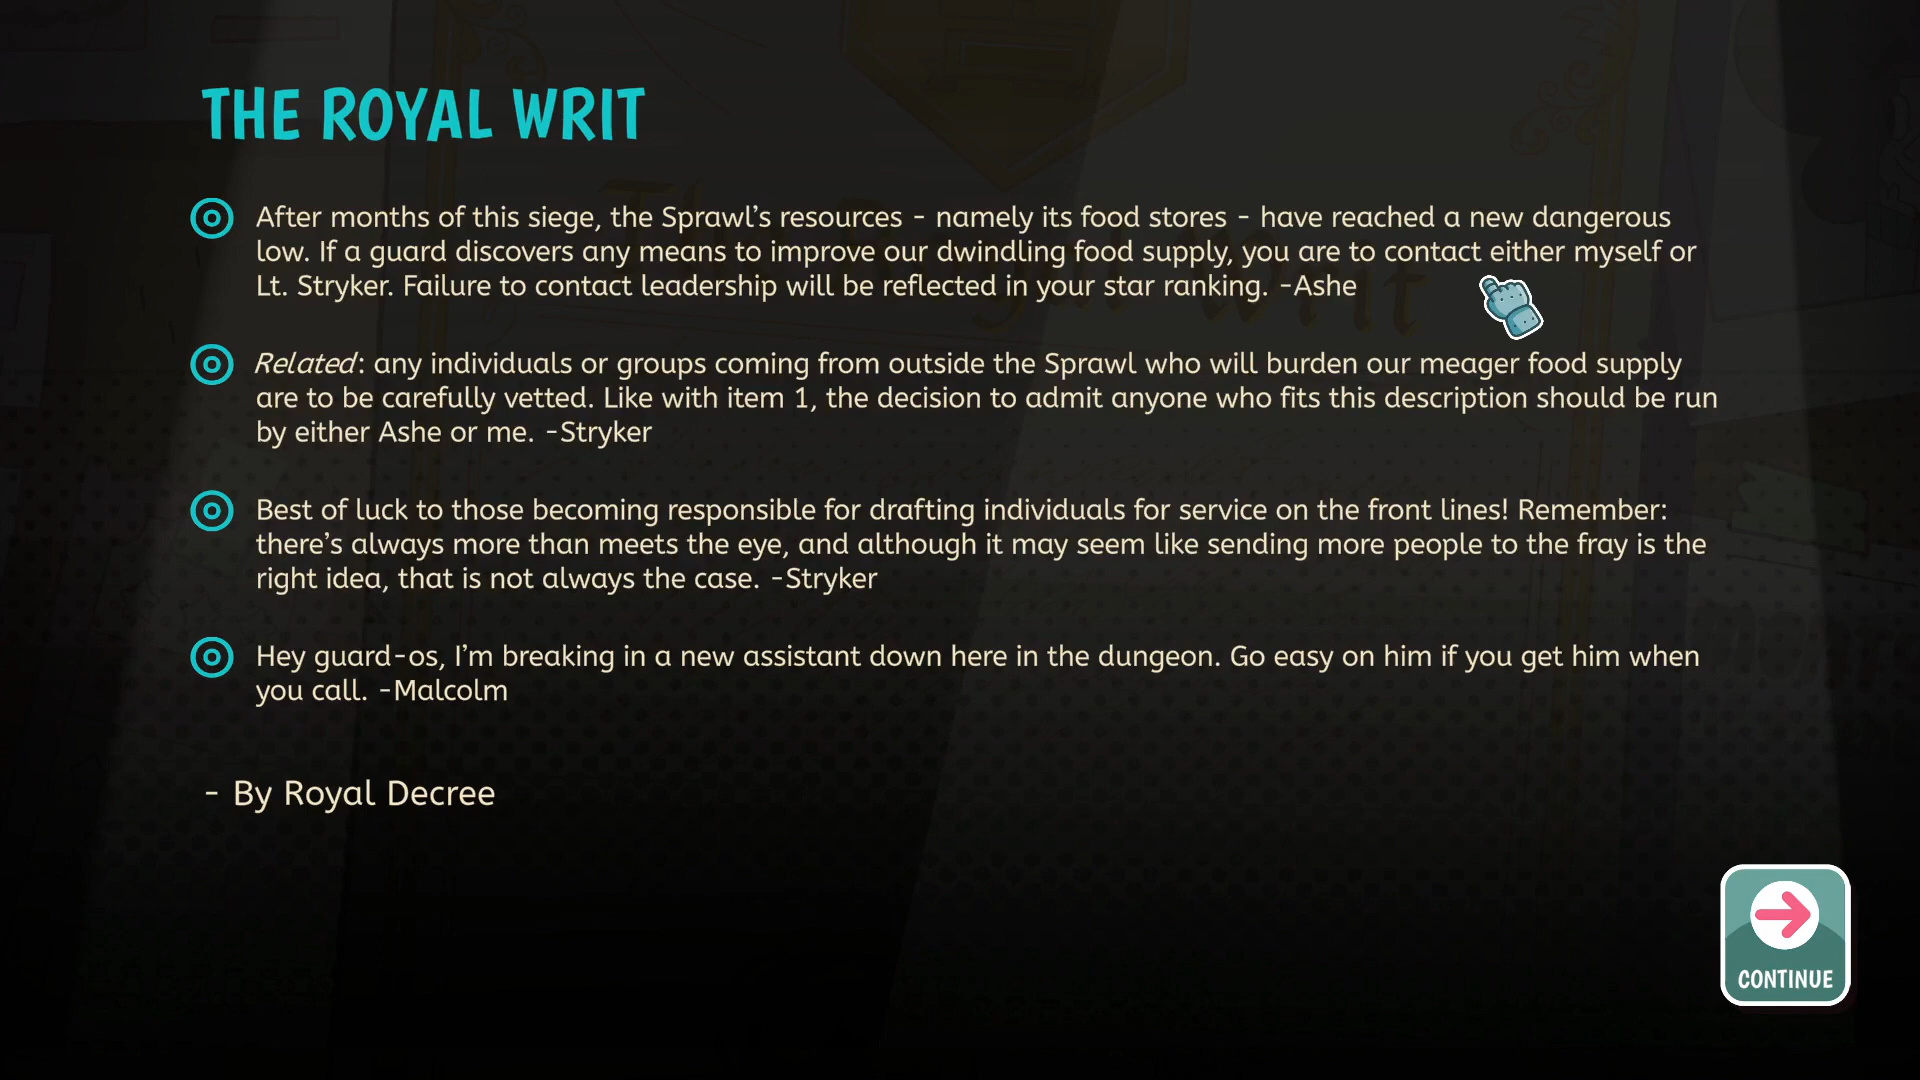 THE ROYAL WRIT
After months of this siege, the Sprawl's resources - namely its food stores - have reached a new dangerous
low. If a guard discovers any means to improve our dwindling food supply, you are to contact either myself or
Lt. Stryker. Failure to contact leadership will be reflected in your star ranking. -Ashe
Related: any individuals or groups coming from outside the Sprawl who will burden our meager food supply
are to be carefully vetted. Like with item 1, the decision to admit anyone who fits this description should be run
by either Ashe or me. -Stryker
Best of luck to those becoming responsible for drafting individuals for service on the front lines! Remember:
there's always more than meets the eye, and although it may seem like sending more people to the fray is the
right idea, that is not always the case. -Stryker
Hey guard-os, I'm breaking in a new assistant down here in the dungeon. Go easy on him if you get him when
you call. -Malcolm
- By Royal Decree
CONTINUE